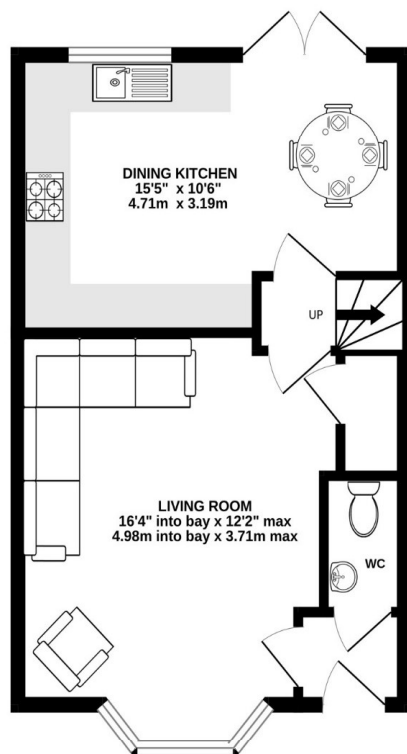 DINING KITCHEN
15'5" x 10'6"
4.71m x 3.19m
UP
LIVING ROOM
16'4" into bay x 12'2" max
4.98m into bay x 3.71m max
WC